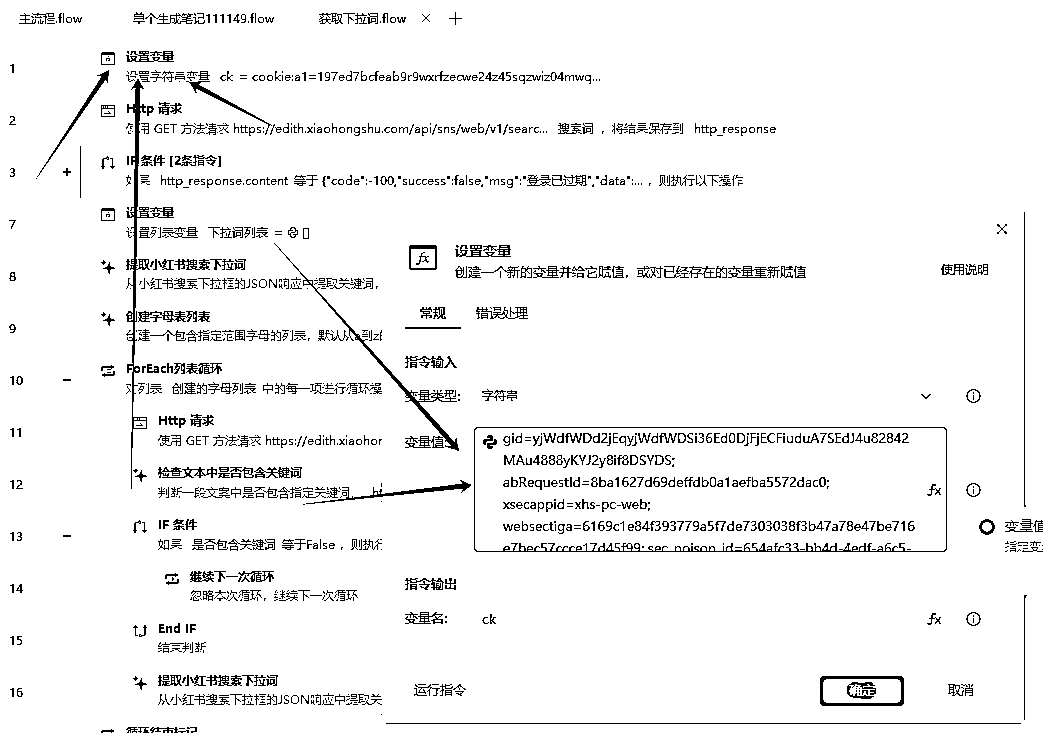 主流程.flow 单个生成笔记111149.flow 获取下拉词.flow × +
1 设置变量
设置字符串变量 ck = cookie:a1=197ed7bcfeab9r9wxrfzecwe24z45sqzwiz04mwq...
2 Http 请求
使用 GET 方法请求 https://edith.xiaohongshu.com/api/sns/web/v1/searc... 搜索词 ，将结果保存到 http_response
3 + IF 条件 [2条指令]
如果 http_response.content 等于 {"code":-100,"success":false,"msg":"登录已过期","data":... ，则执行以下操作
7 设置变量
设置列表变量 下拉词列表 = []
8 提取小红书搜索下拉词
从小红书搜索下拉框的JSON响应中提取关键词，
9 创建字母表列表
创建一个包含指定范围字母的列表，默认从a到z
10 - ForEach列表循环
对列表 创建的字母列表 中的每一项进行循环操
11 Http 请求
使用 GET 方法请求 https://edith.xiaohor
12 检查文本中是否包含关键词
判断一段文案中是否包含指定关键词，
13 - IF 条件
如果 是否包含关键词 等于False ，则执行
14 继续下一次循环
忽略本次循环，继续下一次循环
15 End IF
结束判断
16 提取小红书搜索下拉词
从小红书搜索下拉框的JSON响应中提取关
循环结束标记
设置变量
创建一个新的变量并给它赋值，或对已经存在的变量重新赋值
使用说明
常规 错误处理
指令输入
变量类型: 字符串
变量值:
gid=yjWdfWDd2jEqyjWdfWDSi36Ed0DjFjECFiuduA7SEdJ4u82842
MAu4888yKYJ2y8if8DSYDS;
abRequestId=8ba1627d69deffdb0a1aefba5572dac0;
xsecappid=xhs-pc-web;
websectiga=6169c1e84f393779a5f7de7303038f3b47a78e47be716
e7bec57ccce17d45f99; sec_poison_id=654afc33-bb4d-4edf-a6c5-
fx
变量值
指定变
指令输出
变量名: ck fx
运行指令 确定 取消